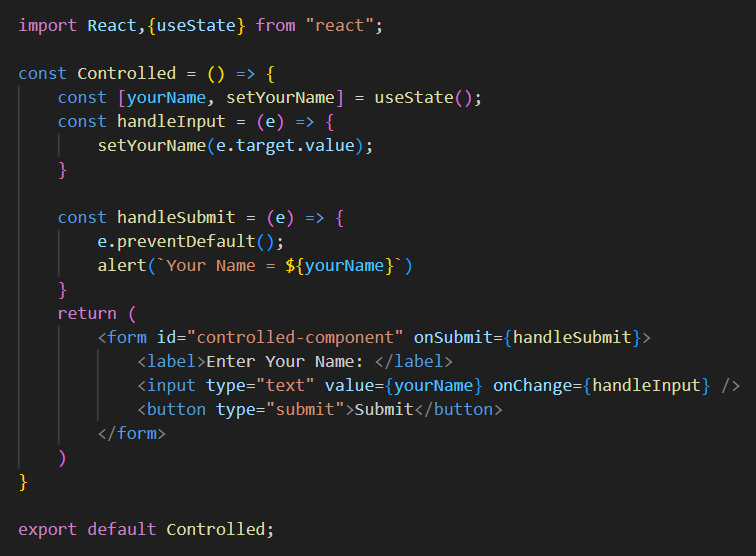 import React,{useState} from "react";

const Controlled = () => {
    const [yourName, setYourName] = useState();
    const handleInput = (e) => {
        setYourName(e.target.value);
    }

    const handleSubmit = (e) => {
        e.preventDefault();
        alert(`Your Name = ${yourName}`)
    }
    return (
        <form id="controlled-component" onSubmit={handleSubmit}>
            <label>Enter Your Name: </label>
            <input type="text" value={yourName} onChange={handleInput} />
            <button type="submit">Submit</button>
        </form>
    )
}

export default Controlled;